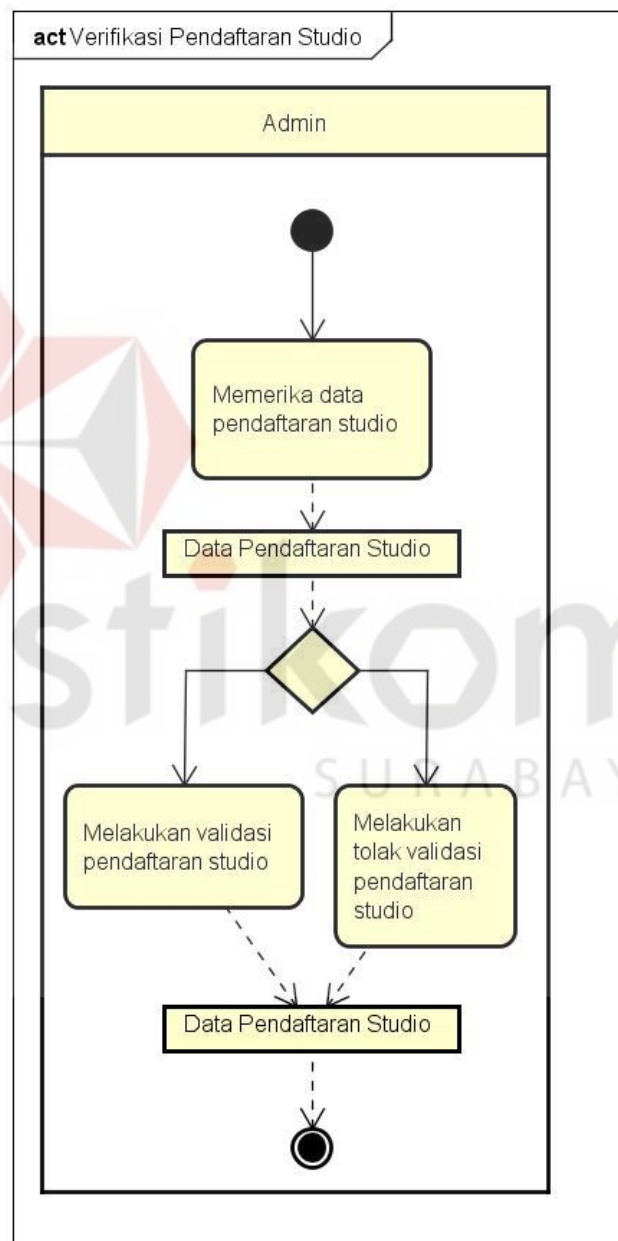 act Verifikasi Pendaftaran Studio
Admin
Memerika data
pendaftaran studio
Data Pendaftaran Studio
stikom
SURABAYA
Melakukan validasi
pendaftaran studio
Melakukan
tolak validasi
pendaftaran
studio
Data Pendaftaran Studio